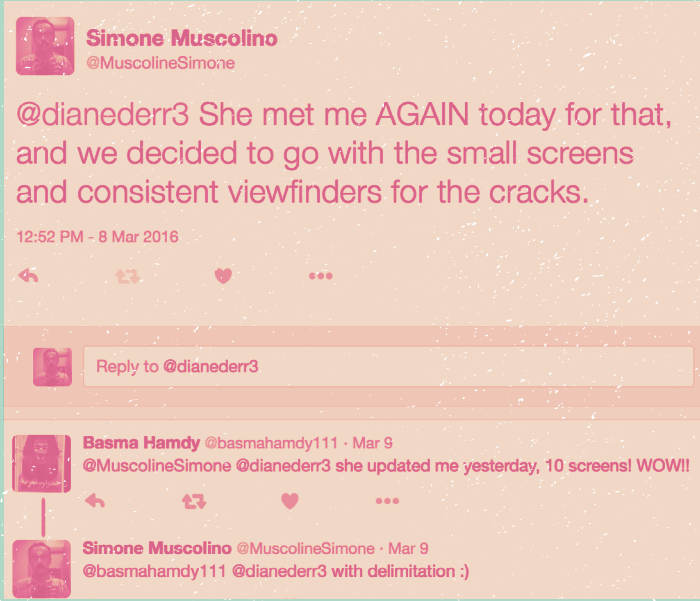 Simone Muscolino
@MuscolineSimone
@dianederr3 She met me AGAIN today for that,
and we decided to go with the small screens
and consistent viewfinders for the cracks.
12:52 PM - 8 Mar 2016
Reply to @dianederr3
Basma Hamdy @basmahamdy111 · Mar 9
@MuscolineSimone @dianederr3 she updated me yesterday, 10 screens! WOW!!
Simone Muscolino @MuscolineSimone · Mar 9
@basmahamdy111 @dianederr3 with delimitation :)